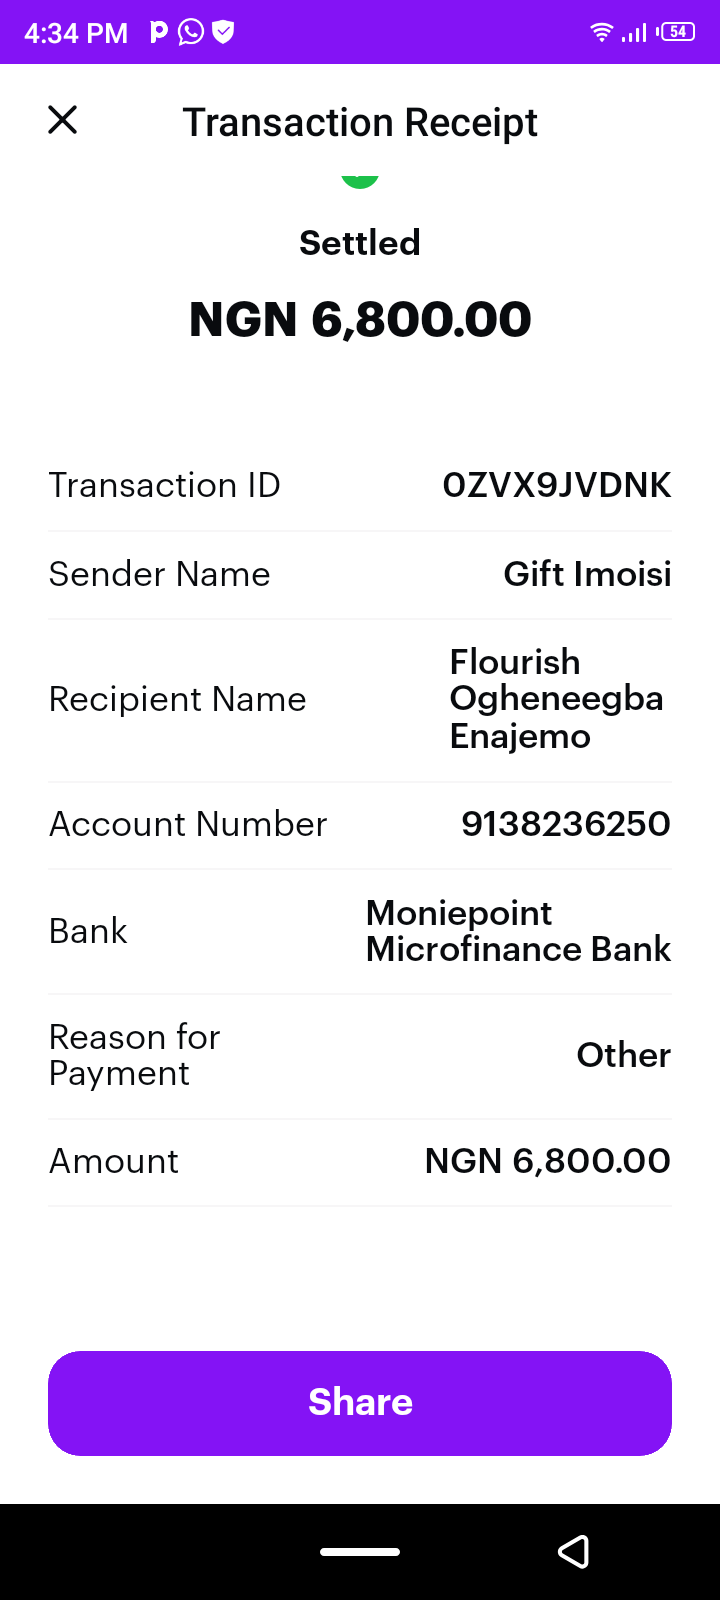 4:34 PM
54
Transaction Receipt
Settled
NGN 6,800.00
Transaction ID
0ZVX9JVDNK
Sender Name
Gift Imoisi
Recipient Name
Flourish
Ogheneegba
Enajemo
Account Number
9138236250
Bank
Moniepoint
Microfinance Bank
Reason for
Payment
Other
Amount
NGN 6,800.00
Share